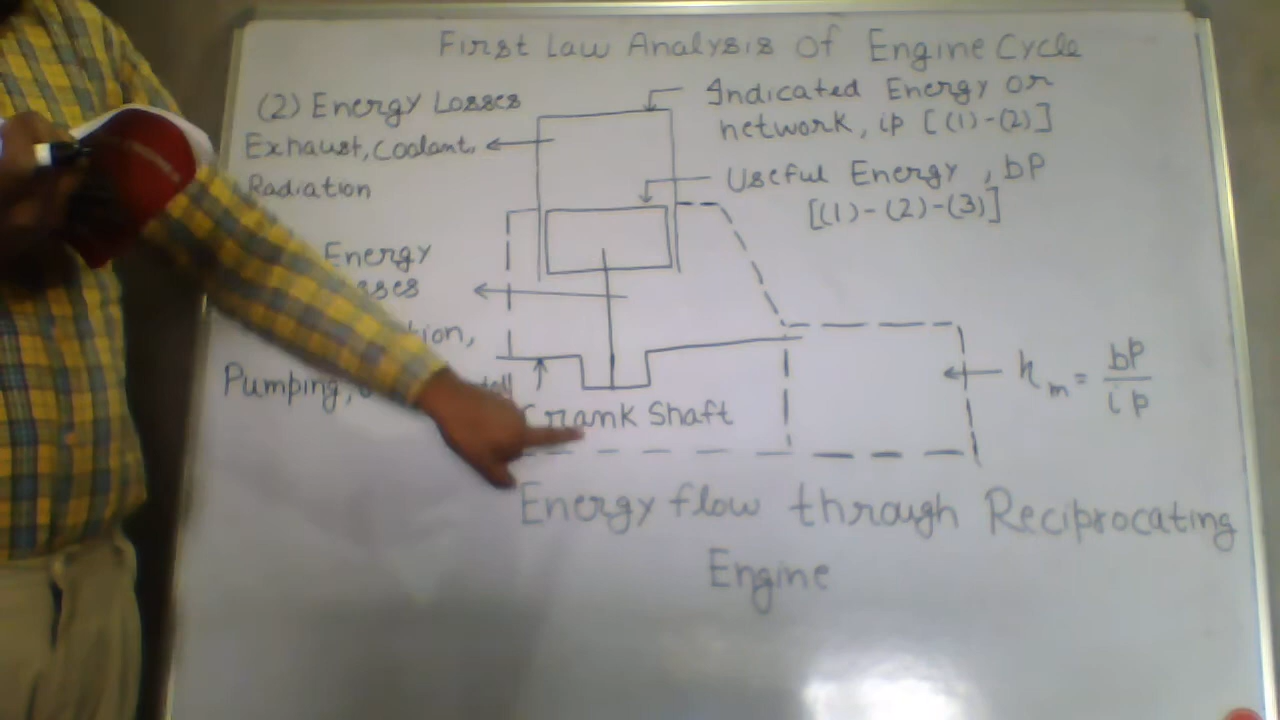 First Law Analysis Of Engine Cycle
(2) Energy Losses
Exhaust, Coolant,
Radiation
Indicated Energy or
network, ip [(1)-(2)]
Useful Energy, bP
[(1)-(2)-(3)]
Energy
Pumping,
Crank Shaft
η m = bP
ip
Energy flow through Reciprocating
Engine